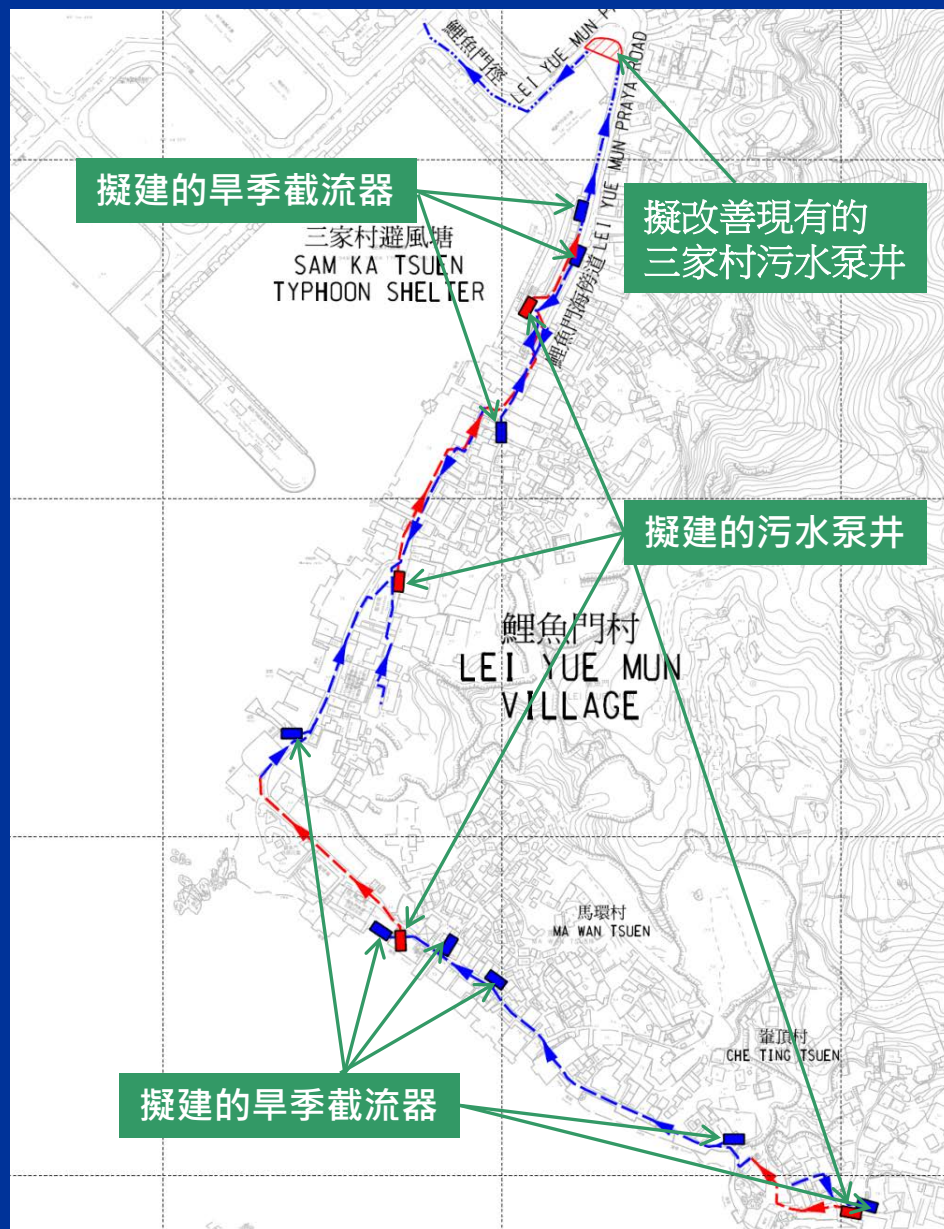 鯉魚門徑
LEI YUE MUN P
LEI YUE MUN PRAYA ROAD
鯉魚門海傍道
擬建的旱季截流器
擬改善現有的
三家村污水泵井
三家村避風塘
SAM KA TSUEN
TYPHOON SHELTER
擬建的污水泵井
鯉魚門村
LEI YUE MUN
VILLAGE
馬環村
MA WAN TSUEN
輋頂村
CHE TING TSUEN
擬建的旱季截流器